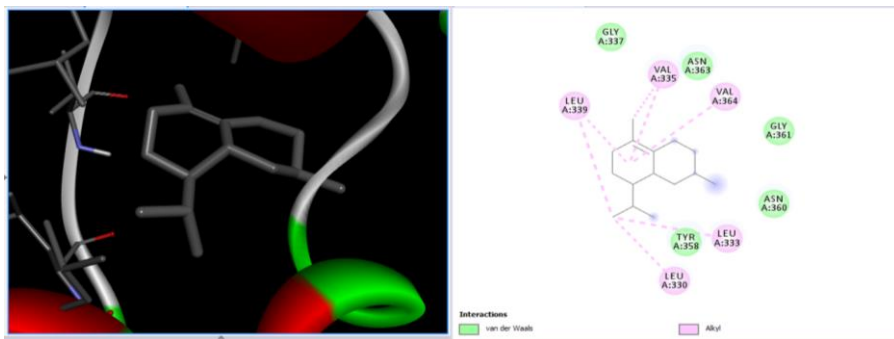 GLY
A:337
VAL
A:335
ASN
A:363
LEU
A:339
VAL
A:364
GLY
A:361
ASN
A:360
TYR
A:358
LEU
A:333
LEU
A:330
Interactions
van der Waals
Alkyl